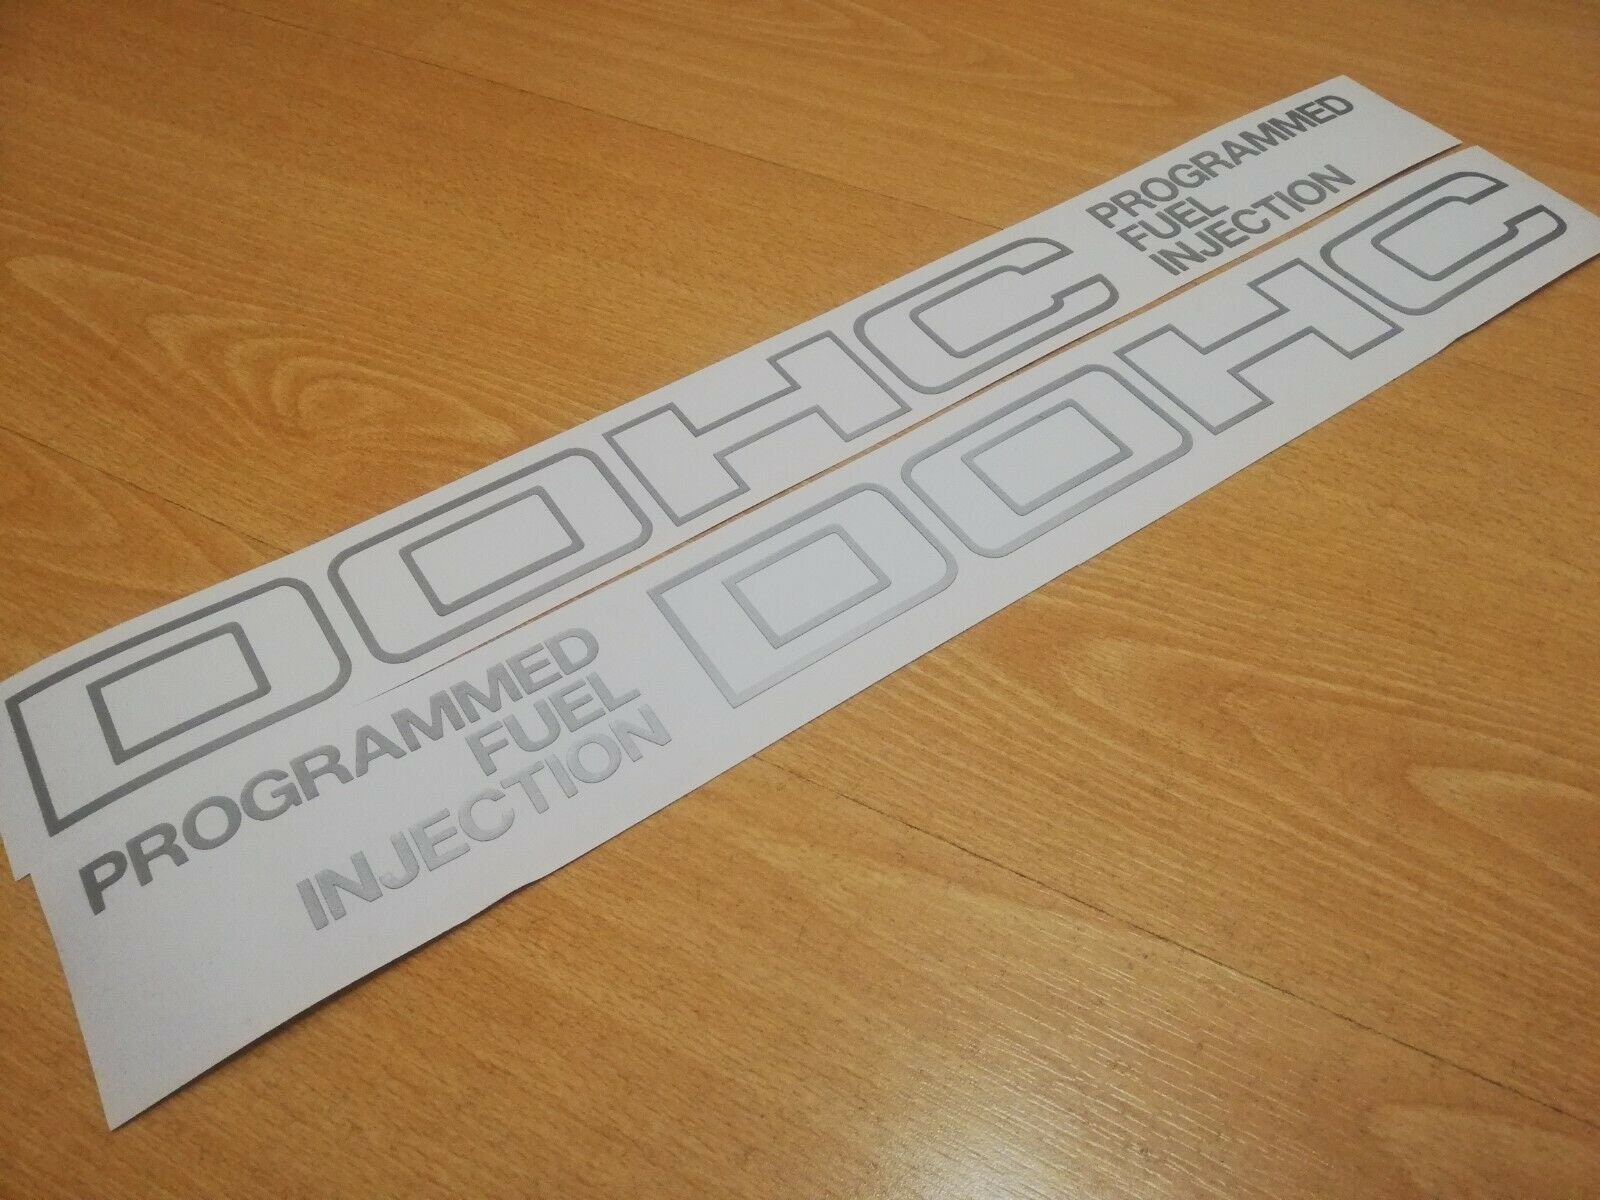 DOHC
PROGRAMMED
FUEL
INJECTION
PROGRAMMED
FUEL
INJECTION
DOHC